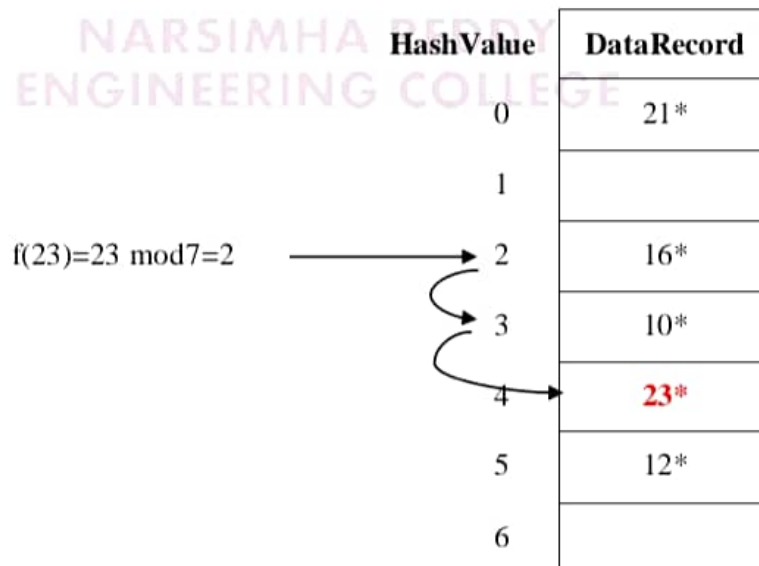 NARSIMHA REDDY
ENGINEERING COLLEGE
HashValue DataRecord
0 21*
1
f(23)=23 mod7=2 2 16*
3 10*
4 23*
5 12*
6